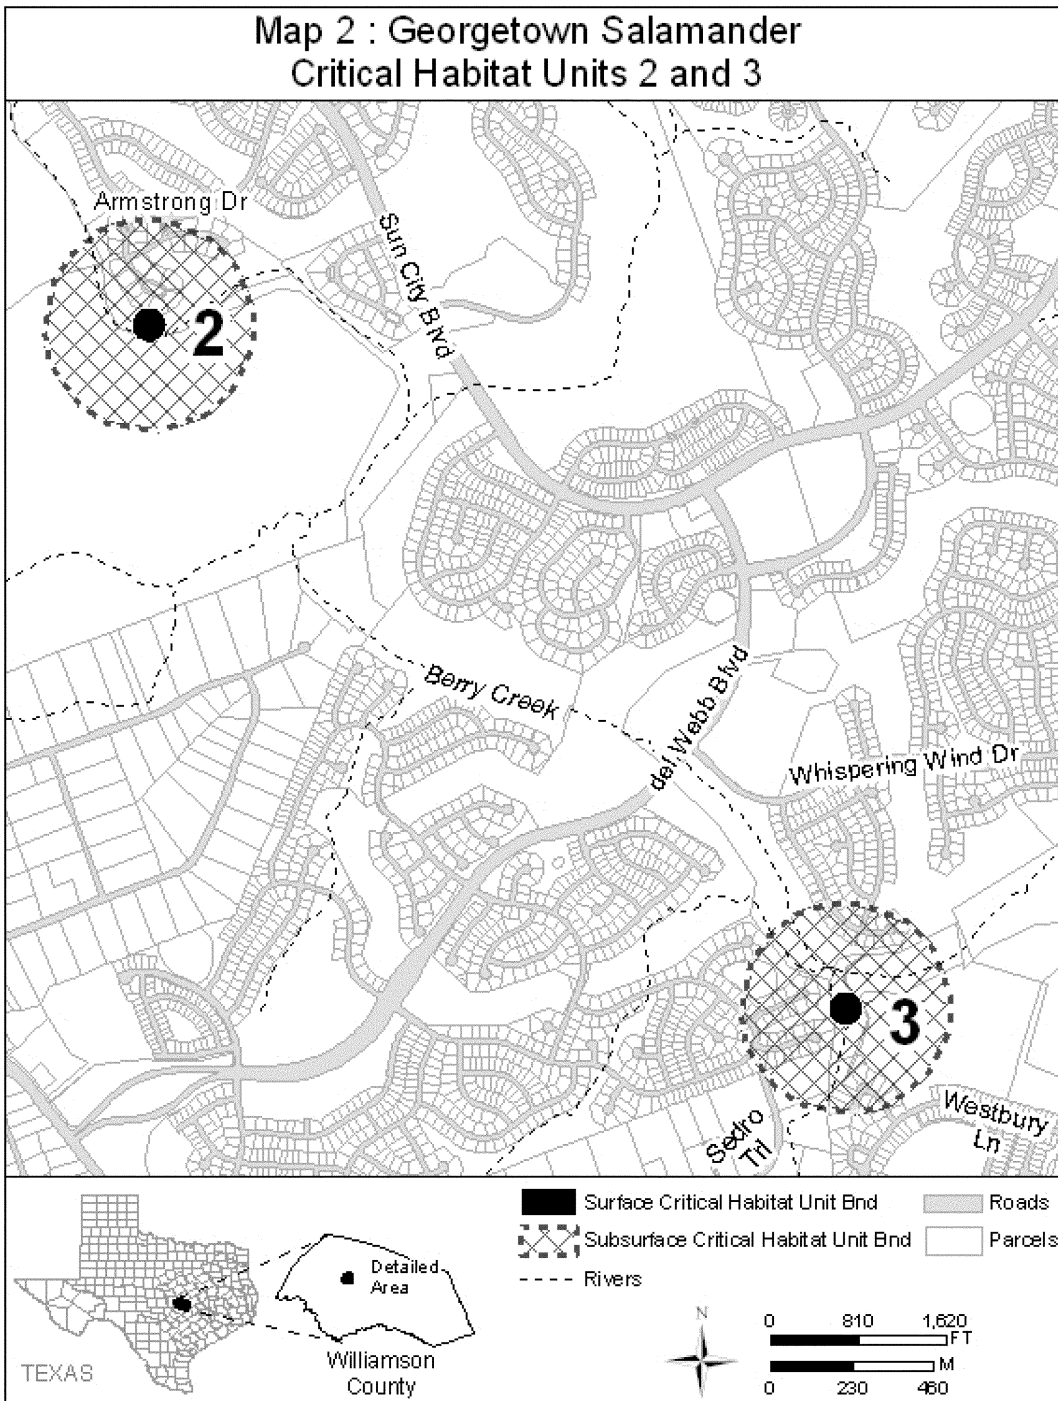 Map 2 : Georgetown Salamander
Critical Habitat Units 2 and 3
Armstrong Dr
Sun City Blvd
2
Berry Creek
del Webb Blvd
Whispering Wind Dr
3
Sedro
Trl
Westbury
Ln
Surface Critical Habitat Unit Bnd
Roads
Subsurface Critical Habitat Unit Bnd
Parcels
Rivers
Detailed
Area
TEXAS
Williamson
County
N
0 810 1,620
FT
M
0 230 460